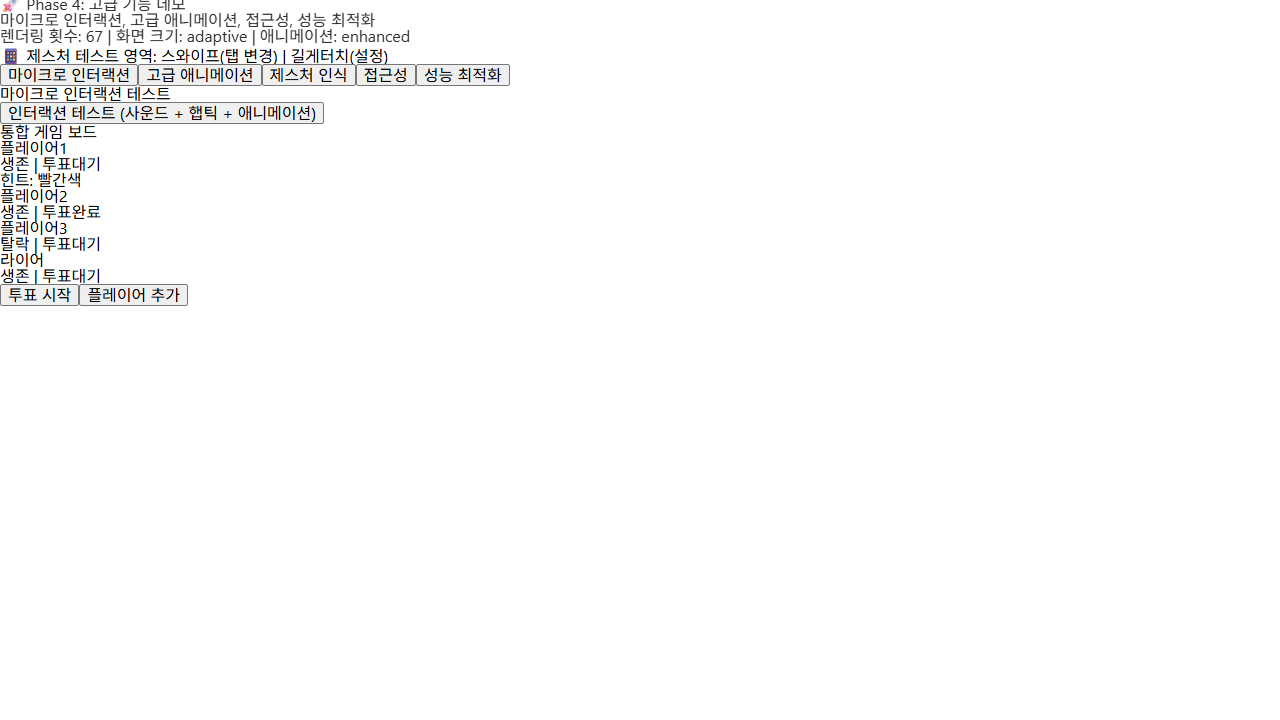 🚀 Phase 4: 고급 기능 데모
마이크로 인터랙션, 고급 애니메이션, 접근성, 성능 최적화
렌더링 횟수: 67 | 화면 크기: adaptive | 애니메이션: enhanced
📱 제스처 테스트 영역: 스와이프(탭 변경) | 길게터치(설정)
마이크로 인터랙션 고급 애니메이션 제스처 인식 접근성 성능 최적화
마이크로 인터랙션 테스트
인터랙션 테스트 (사운드 + 햅틱 + 애니메이션)
통합 게임 보드
플레이어1
생존 | 투표대기
힌트: 빨간색
플레이어2
생존 | 투표완료
플레이어3
탈락 | 투표대기
라이어
생존 | 투표대기
투표 시작 플레이어 추가